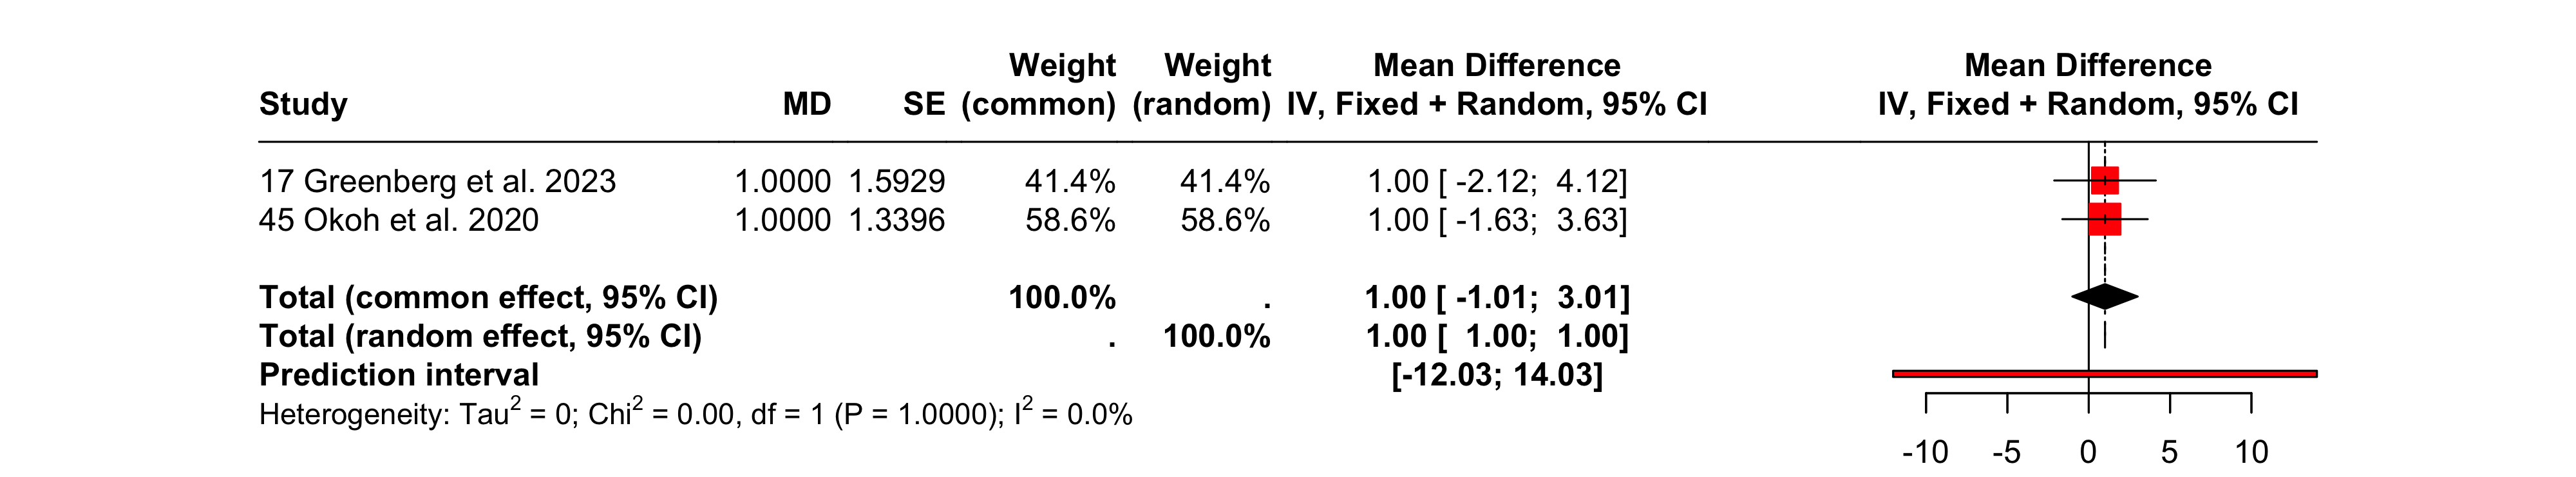 Weight Weight Mean Difference Mean Difference
Study MD SE (common) (random) IV, Fixed + Random, 95% CI IV, Fixed + Random, 95% CI
17 Greenberg et al. 2023 1.0000 1.5929 41.4% 41.4% 1.00 [ -2.12; 4.12]
45 Okoh et al. 2020 1.0000 1.3396 58.6% 58.6% 1.00 [ -1.63; 3.63]
Total (common effect, 95% CI) 100.0% . 1.00 [ -1.01; 3.01]
Total (random effect, 95% CI) . 100.0% 1.00 [ 1.00; 1.00]
Prediction interval [-12.03; 14.03]
Heterogeneity: Tau² = 0; Chi² = 0.00, df = 1 (P = 1.0000); I² = 0.0%
-10 -5 0 5 10